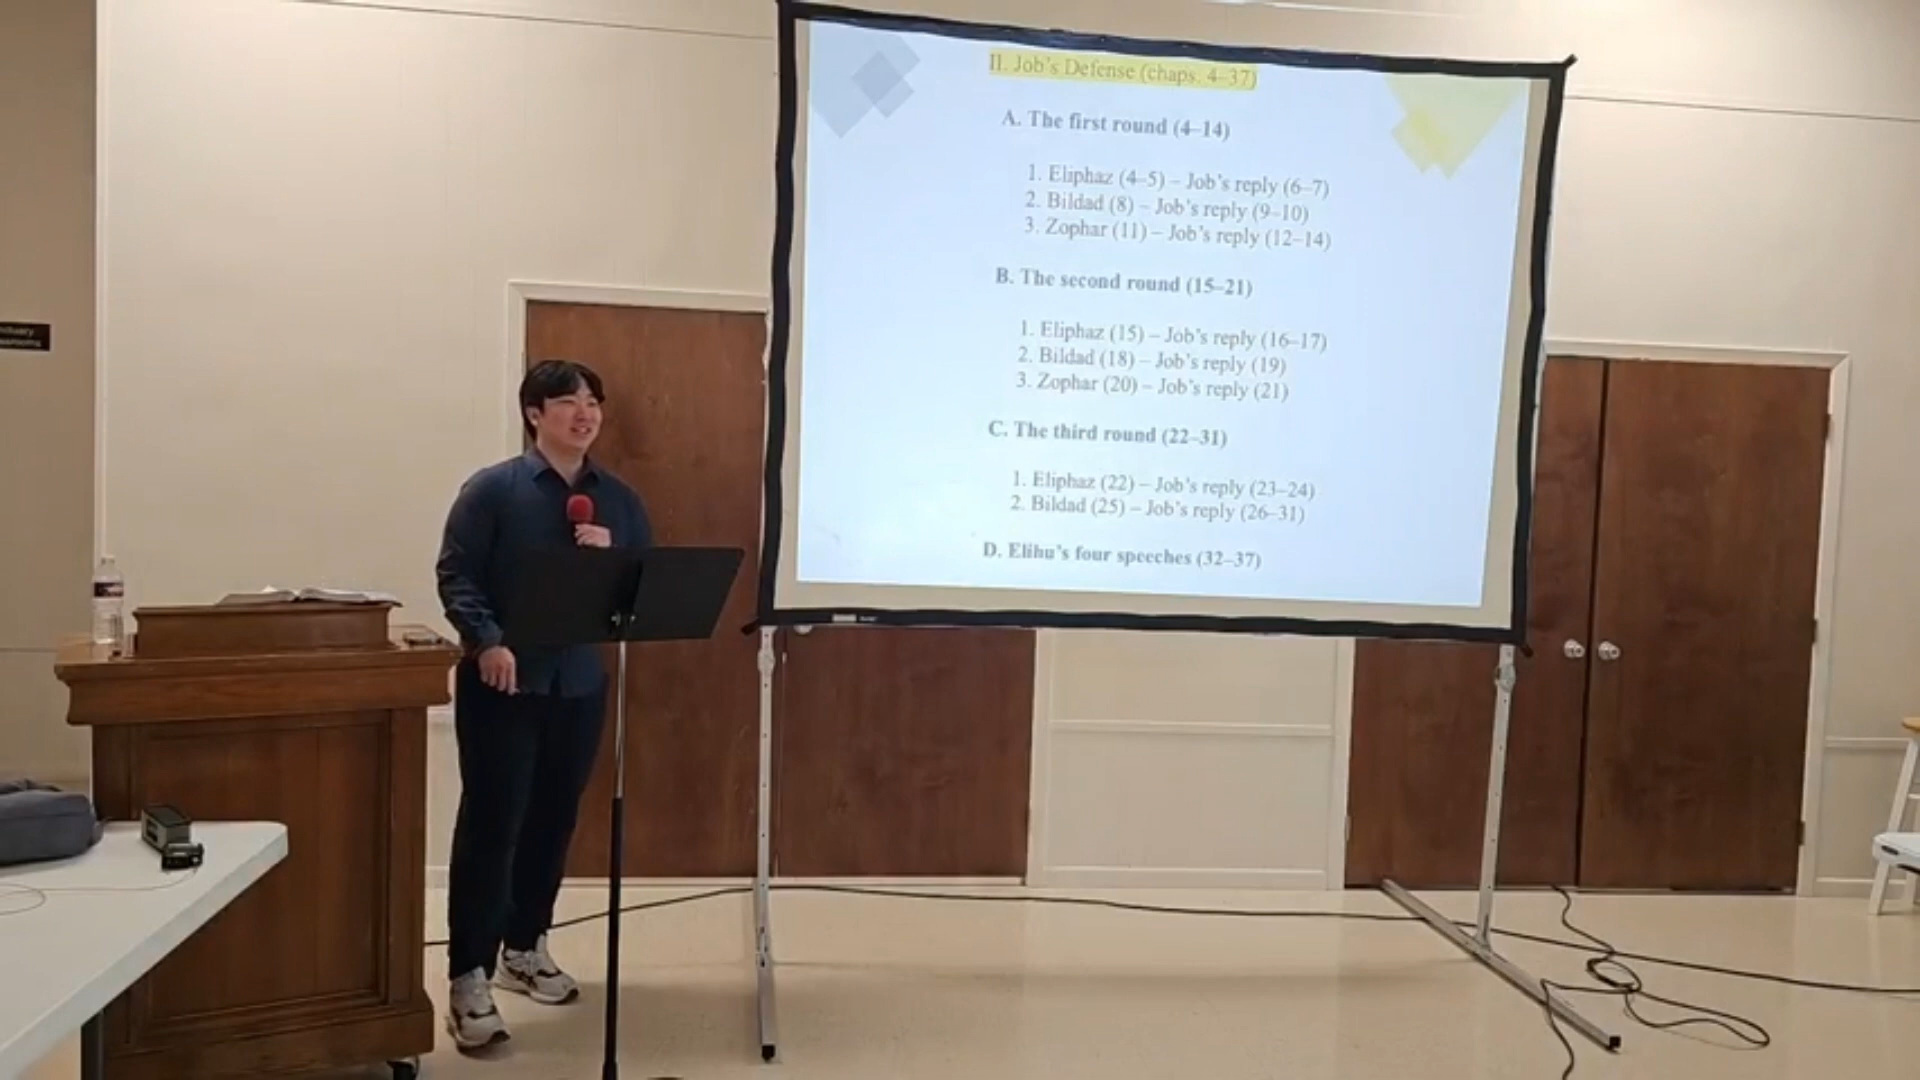 II. Job's Defense (chaps. 4–37)
A. The first round (4–14)
1. Eliphaz (4–5) – Job's reply (6–7)
2. Bildad (8) – Job's reply (9–10)
3. Zophar (11) – Job's reply (12–14)
B. The second round (15–21)
1. Eliphaz (15) – Job's reply (16–17)
2. Bildad (18) – Job's reply (19)
3. Zophar (20) – Job's reply (21)
C. The third round (22–31)
1. Eliphaz (22) – Job's reply (23–24)
2. Bildad (25) – Job's reply (26–31)
D. Elihu's four speeches (32–37)